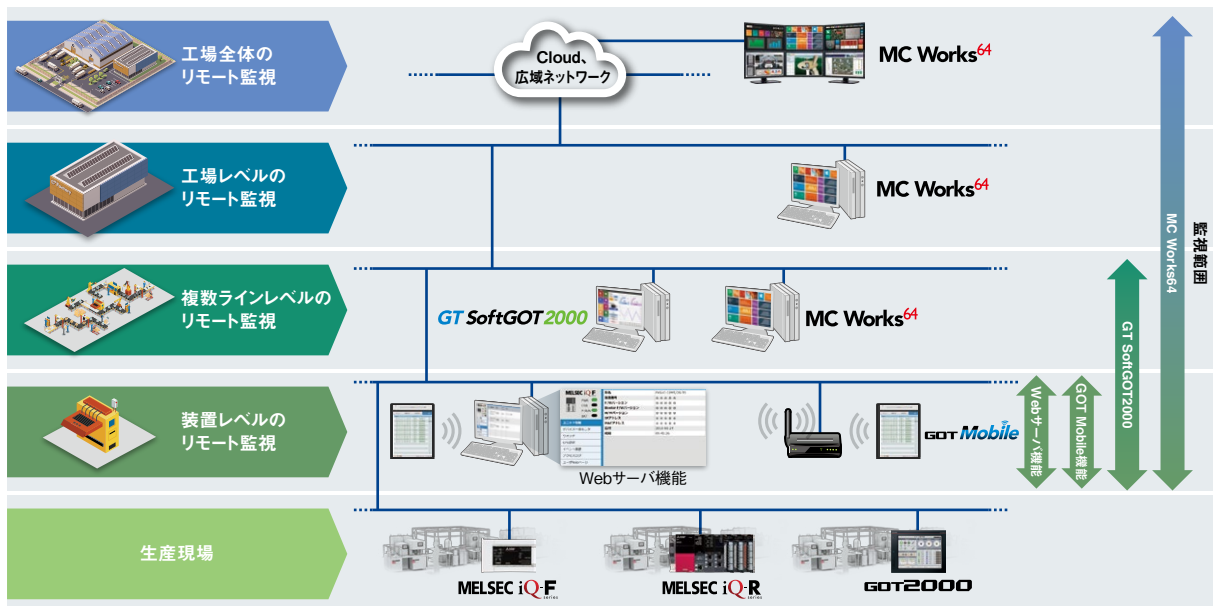 工場全体の
リモート監視
Cloud、
広域ネットワーク
MC Works64
工場レベルの
リモート監視
MC Works64
監視範囲
MC Works64
複数ラインレベルの
リモート監視
GT SoftGOT2000
MC Works64
GT SoftGOT2000
装置レベルの
リモート監視
MELSEC iQ-F
Webサーバ機能
GOT Mobile
Webサーバ機能
GOT Mobile機能
生産現場
MELSEC iQ-F
series
MELSEC iQ-R
series
GOT2000